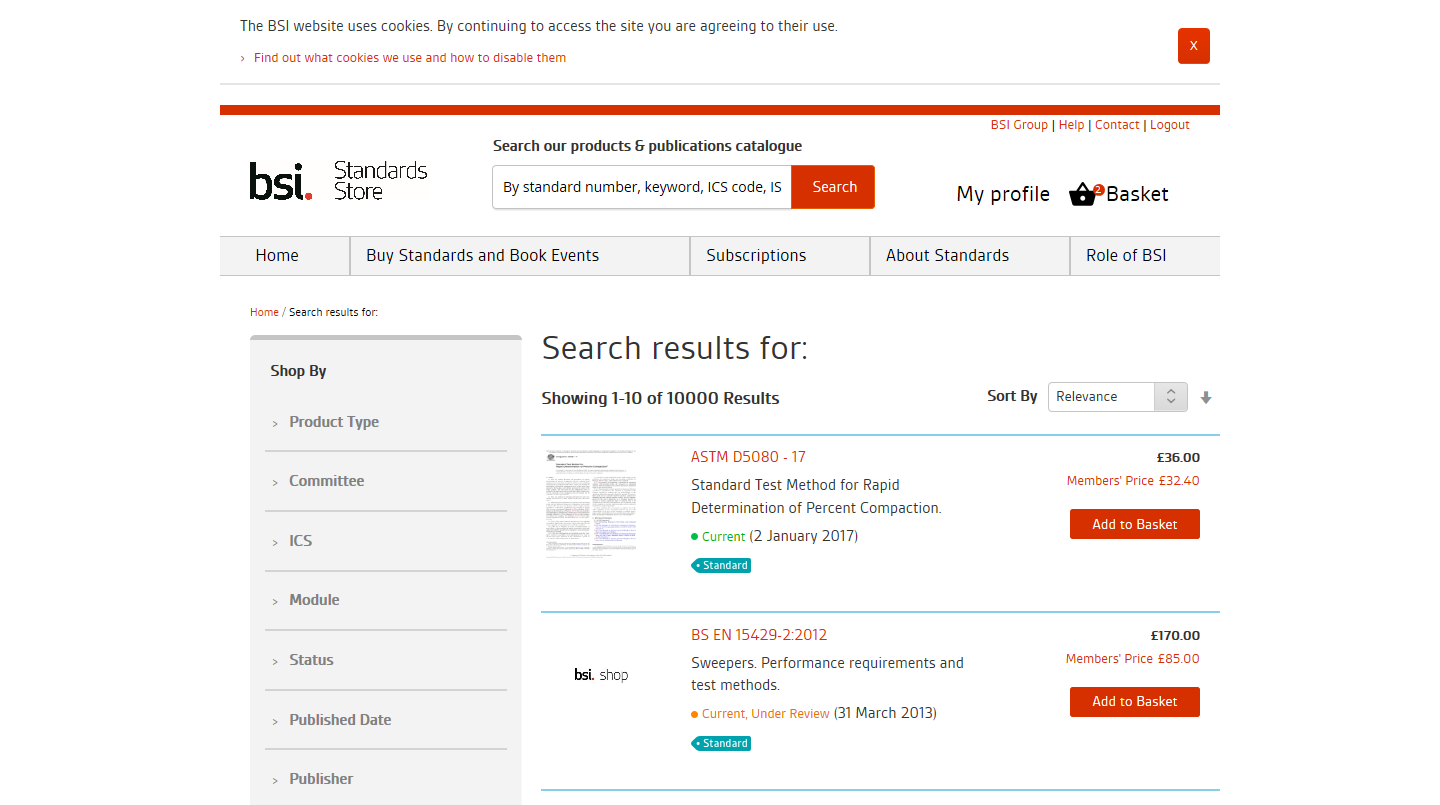 The BSI website uses cookies. By continuing to access the site you are agreeing to their use.
› Find out what cookies we use and how to disable them
X
BSI Group | Help | Contact | Logout
Search our products & publications catalogue
bsi. Standards Store
By standard number, keyword, ICS code, IS
Search
My profile
2
Basket
Home
Buy Standards and Book Events
Subscriptions
About Standards
Role of BSI
Home / Search results for:
Shop By
› Product Type
› Committee
› ICS
› Module
› Status
› Published Date
› Publisher
Search results for:
Showing 1-10 of 10000 Results
Sort By
Relevance
ASTM D5080 - 17
Standard Test Method for Rapid
Determination of Percent Compaction.
Current (2 January 2017)
Standard
£36.00
Members' Price £32.40
Add to Basket
bsi. shop
BS EN 15429-2:2012
Sweepers. Performance requirements and
test methods.
Current, Under Review (31 March 2013)
Standard
£170.00
Members' Price £85.00
Add to Basket